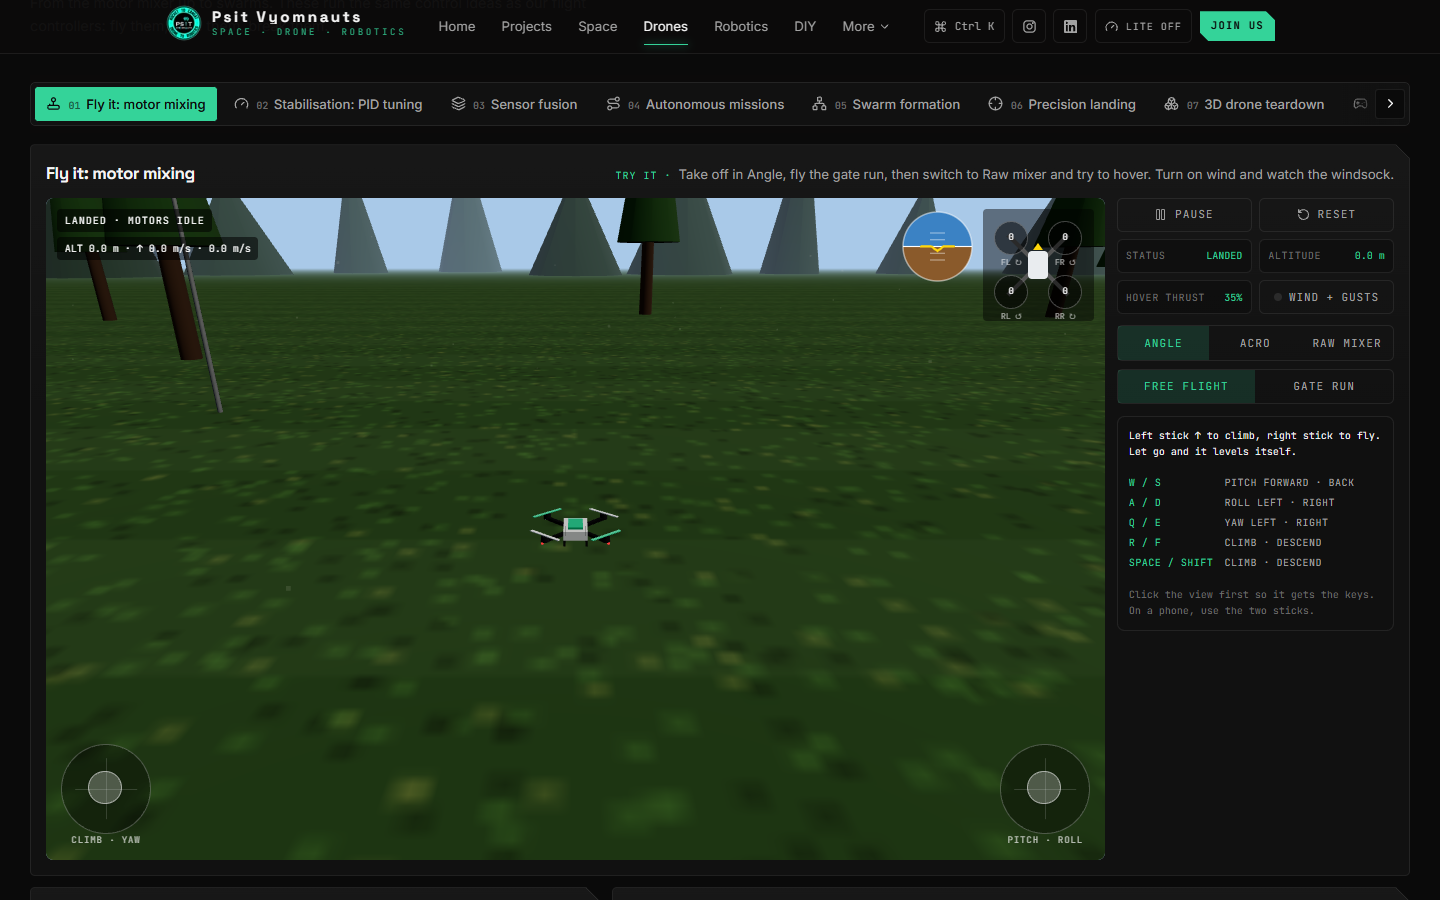 Psit Vyomnauts
SPACE · DRONE · ROBOTICS
Home
Projects
Space
Drones
Robotics
DIY
More
⌘ Ctrl K
LITE OFF
JOIN US
01 Fly it: motor mixing
02 Stabilisation: PID tuning
03 Sensor fusion
04 Autonomous missions
05 Swarm formation
06 Precision landing
07 3D drone teardown
Fly it: motor mixing
TRY IT · Take off in Angle, fly the gate run, then switch to Raw mixer and try to hover. Turn on wind and watch the windsock.
LANDED · MOTORS IDLE
ALT 0.0 m · ↑ 0.0 m/s · 0.0 m/s
0 0
FL ↻ FR ↺
0 0
RL ↺ RR ↻
PAUSE
RESET
STATUS LANDED
ALTITUDE 0.0 m
HOVER THRUST 35%
WIND + GUSTS
ANGLE
ACRO
RAW MIXER
FREE FLIGHT
GATE RUN
Left stick ↑ to climb, right stick to fly.
Let go and it levels itself.
W / S PITCH FORWARD · BACK
A / D ROLL LEFT · RIGHT
Q / E YAW LEFT · RIGHT
R / F CLIMB · DESCEND
SPACE / SHIFT CLIMB · DESCEND
Click the view first so it gets the keys.
On a phone, use the two sticks.
CLIMB · YAW
PITCH · ROLL